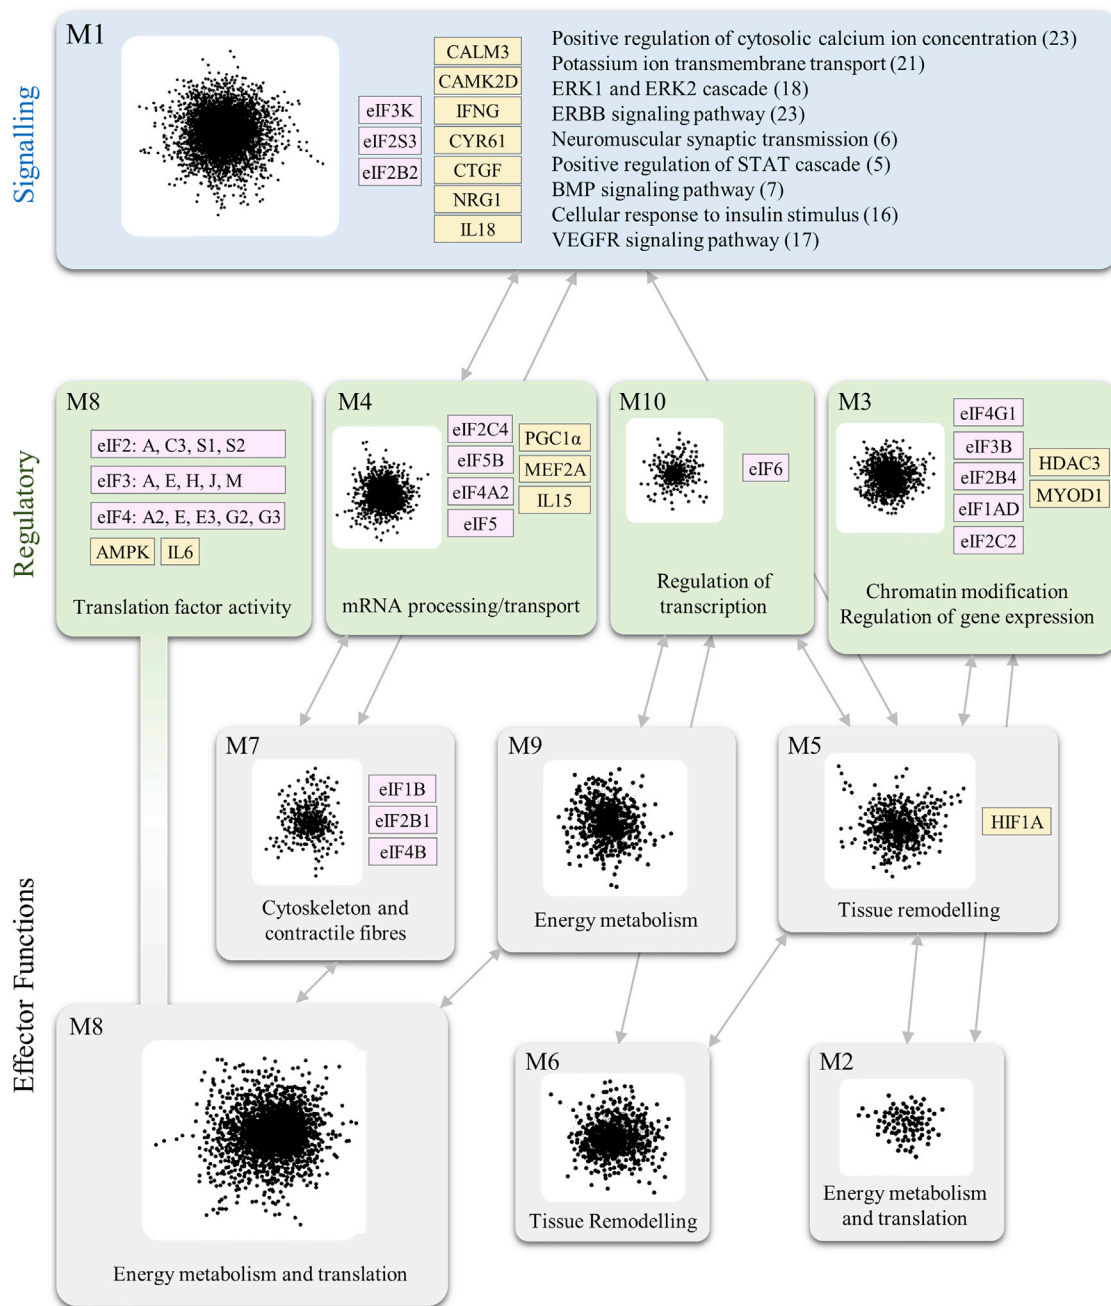 Signalling
M1
eIF3K
eIF2S3
eIF2B2
CALM3
CAMK2D
IFNG
CYR61
CTGF
NRG1
IL18
Positive regulation of cytosolic calcium ion concentration (23)
Potassium ion transmembrane transport (21)
ERK1 and ERK2 cascade (18)
ERBB signaling pathway (23)
Neuromuscular synaptic transmission (6)
Positive regulation of STAT cascade (5)
BMP signaling pathway (7)
Cellular response to insulin stimulus (16)
VEGFR signaling pathway (17)
Regulatory
M8
eIF2: A, C3, S1, S2
eIF3: A, E, H, J, M
eIF4: A2, E, E3, G2, G3
AMPK IL6
Translation factor activity
M4
eIF2C4
eIF5B
eIF4A2
eIF5
PGC1α
MEF2A
IL15
mRNA processing/transport
M10
eIF6
Regulation of
transcription
M3
eIF4G1
eIF3B
eIF2B4
eIF1AD
eIF2C2
HDAC3
MYOD1
Chromatin modification
Regulation of gene expression
Effector Functions
M7
eIF1B
eIF2B1
eIF4B
Cytoskeleton and
contractile fibres
M9
Energy metabolism
M5
HIF1A
Tissue remodelling
M8
Energy metabolism and translation
M6
Tissue Remodelling
M2
Energy metabolism
and translation